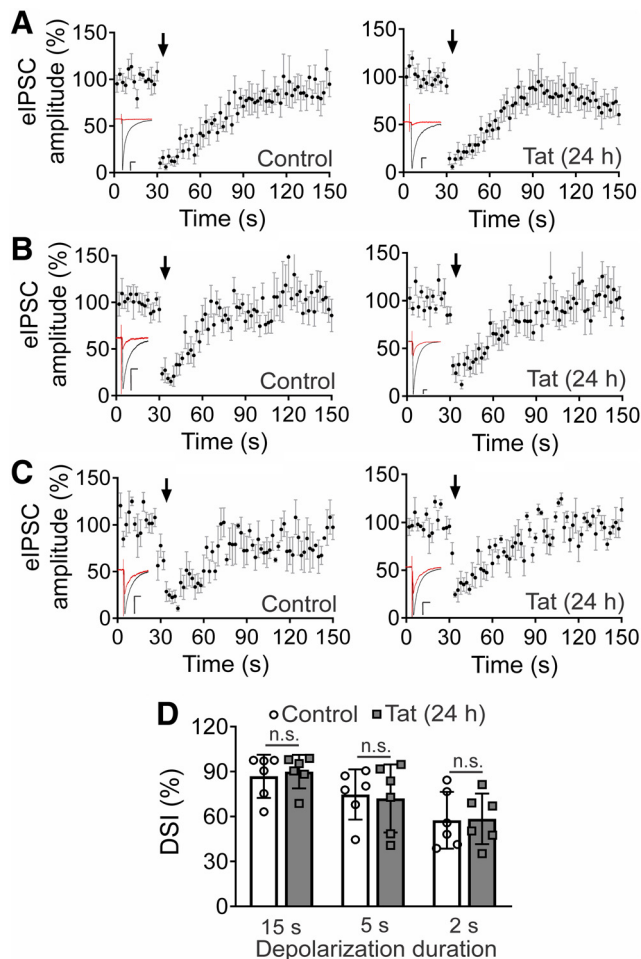 A
eIPSC
amplitude (%)
150
100
50
0
0 30 60 90 120 150
Time (s)
Control
150
100
50
0
0 30 60 90 120 150
Time (s)
Tat (24 h)
B
eIPSC
amplitude (%)
150
100
50
0
0 30 60 90 120 150
Time (s)
Control
150
100
50
0
0 30 60 90 120 150
Time (s)
Tat (24 h)
C
eIPSC
amplitude (%)
150
100
50
0
0 30 60 90 120 150
Time (s)
Control
150
100
50
0
0 30 60 90 120 150
Time (s)
Tat (24 h)
D
Control Tat (24 h)
n.s. n.s. n.s.
DSI (%)
120
90
60
30
0
15 s 5 s 2 s
Depolarization duration